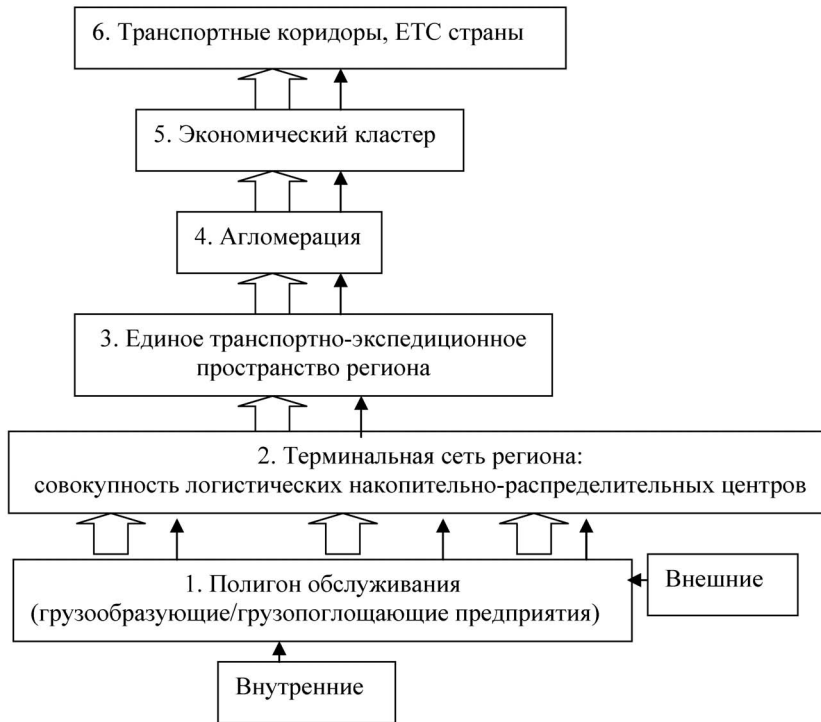 6. Транспортные коридоры, ЕТС страны
5. Экономический кластер
4. Агломерация
3. Единое транспортно-экспедиционное
пространство региона
2. Терминальная сеть региона:
совокупность логистических накопительно-распределительных центров
1. Полигон обслуживания
(грузообразующие/грузопоглощающие предприятия)
Внешние
Внутренние